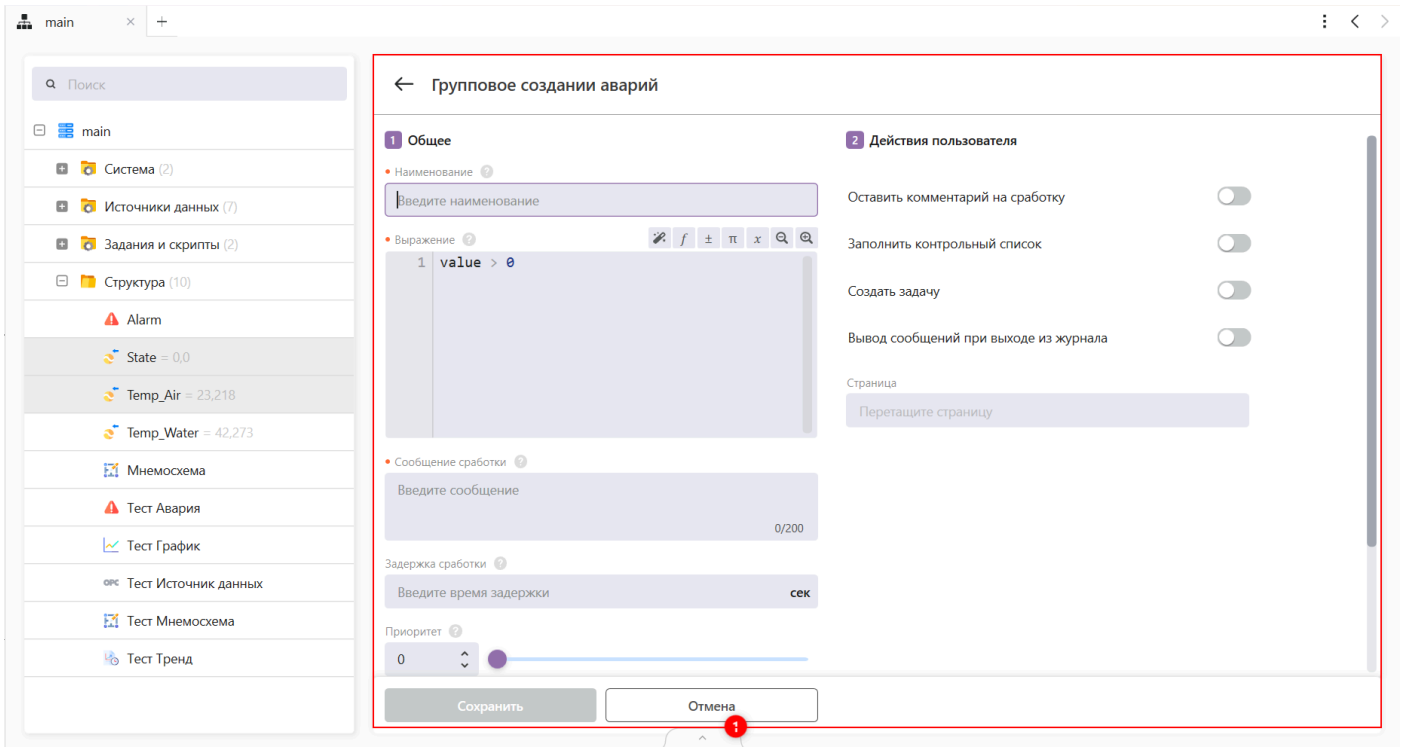 main
Поиск
main
Система (2)
Источники данных (7)
Задания и скрипты (2)
Структура (10)
Alarm
State = 0,0
Temp_Air = 23,218
Temp_Water = 42,273
Мнемосхема
Тест Авария
Тест График
OPC Тест Источник данных
Тест Мнемосхема
Тест Тренд
Групповое создании аварий
1 Общее
• Наименование ?
Введите наименование
• Выражение ?
f ± π x
1 value > 0
• Сообщение сработки ?
Введите сообщение
0/200
Задержка сработки ?
Введите время задержки сек
Приоритет ?
0
Сохранить
Отмена
1
2 Действия пользователя
Оставить комментарий на сработку
Заполнить контрольный список
Создать задачу
Вывод сообщений при выходе из журнала
Страница
Перетащите страницу